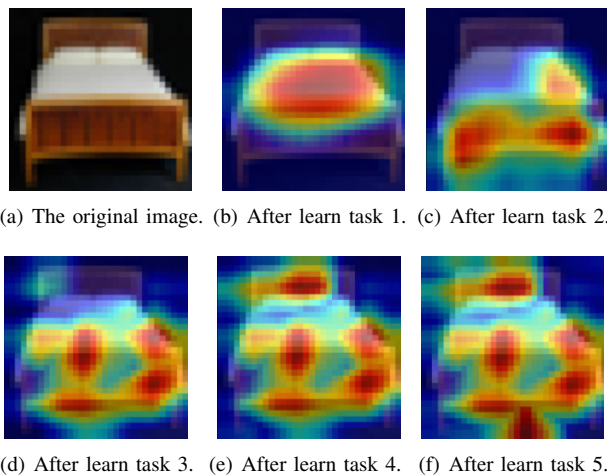 (a) The original image. (b) After learn task 1. (c) After learn task 2.
(d) After learn task 3. (e) After learn task 4. (f) After learn task 5.